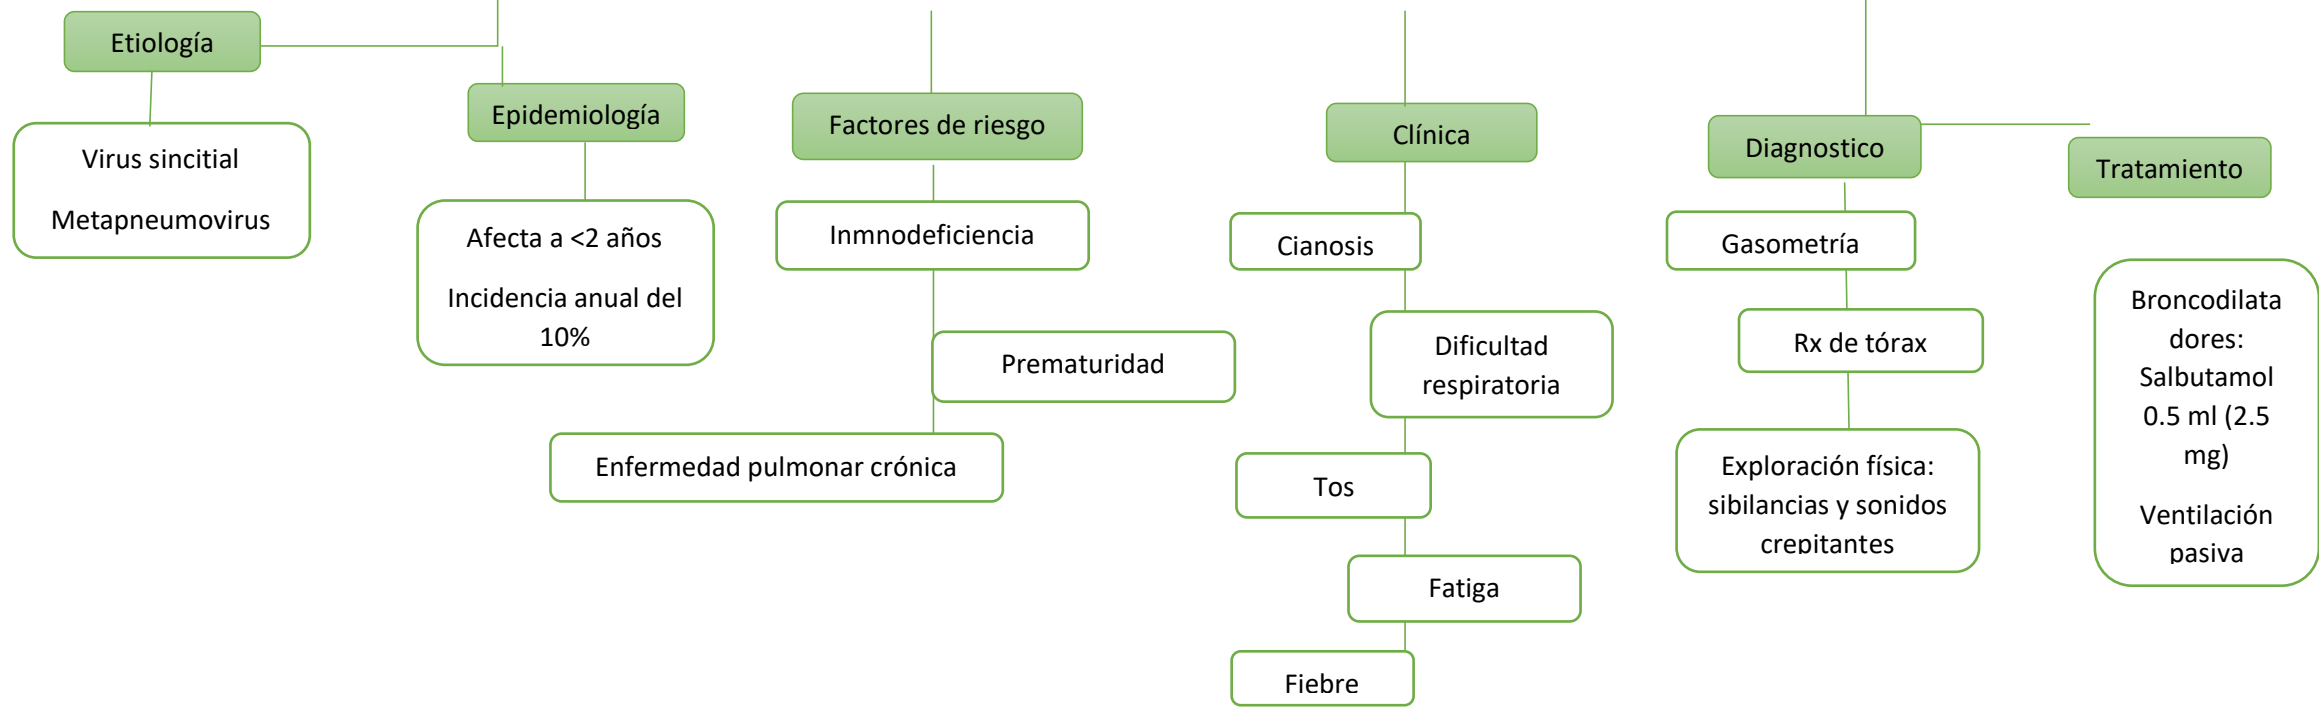 Etiología
Virus sincitial
Metapneumovirus
Epidemiología
Afecta a <2 años
Incidencia anual del
10%
Factores de riesgo
Inmnodeficiencia
Prematuridad
Enfermedad pulmonar crónica
Clínica
Cianosis
Dificultad
respiratoria
Tos
Fatiga
Fiebre
Diagnostico
Gasometría
Rx de tórax
Exploración física:
sibilancias y sonidos
crepitantes
Tratamiento
Broncodilata
dores:
Salbutamol
0.5 ml (2.5
mg)
Ventilación
pasiva